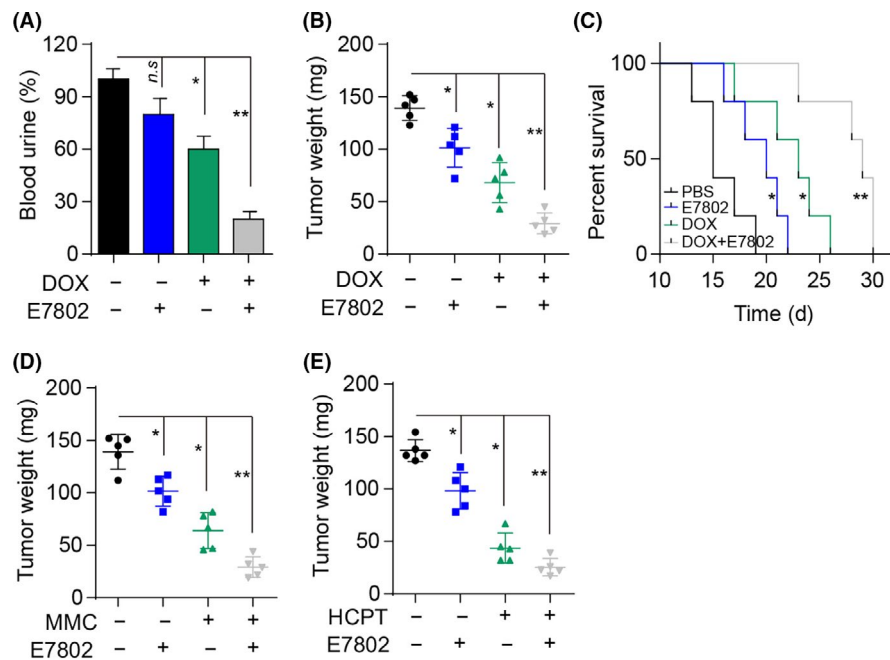 (A)
Blood urine (%)
120
90
60
30
0
n.s
*
**
DOX – – + +
E7802 – + – +
(B)
Tumor weight (mg)
200
150
100
50
0
*
*
**
DOX – – + +
E7802 – + – +
(C)
Percent survival
100
50
0
PBS
E7802
DOX
DOX+E7802
*
*
**
10 15 20 25 30
Time (d)
(D)
Tumor weight (mg)
200
150
100
50
0
*
*
**
MMC – – + +
E7802 – + – +
(E)
Tumor weight (mg)
200
150
100
50
0
*
*
**
HCPT – – + +
E7802 – + – +